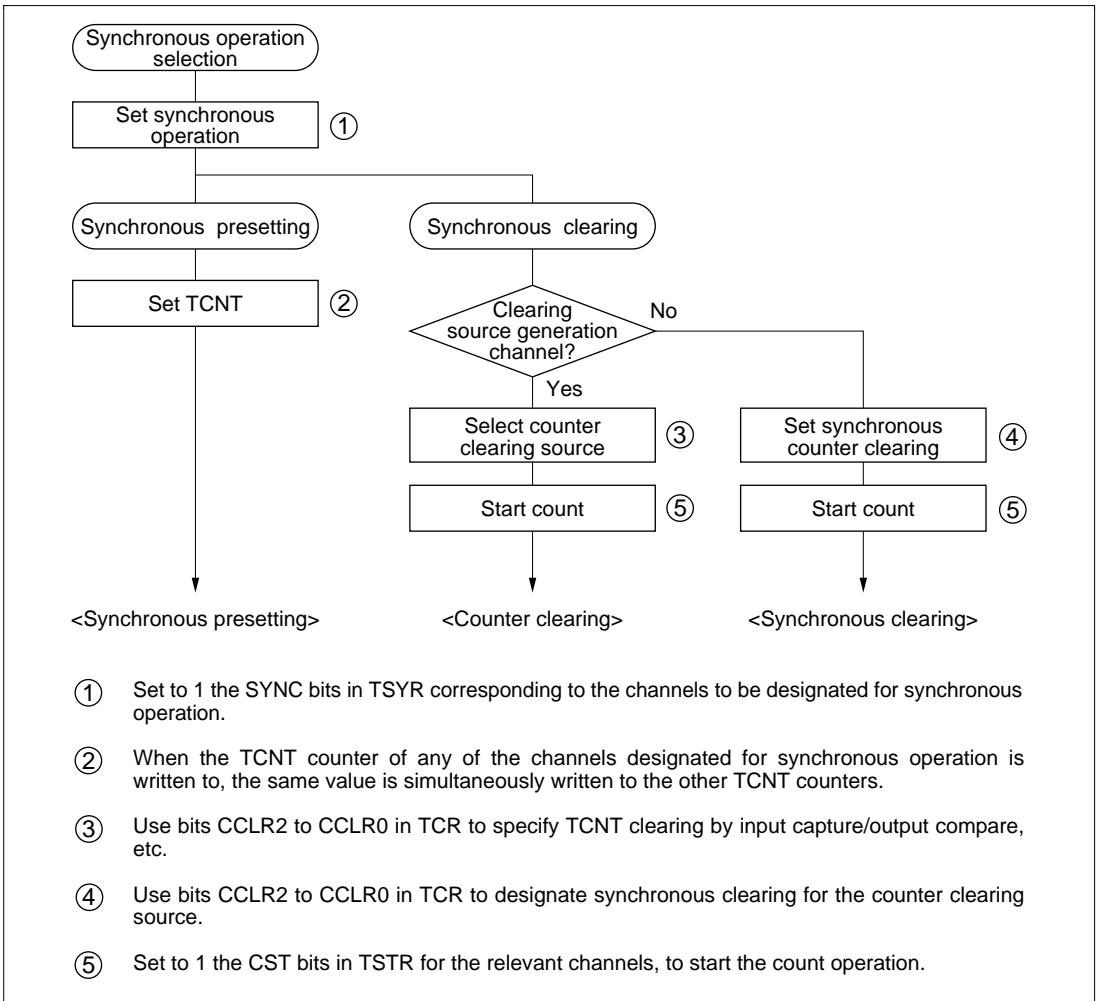 Synchronous operation
selection
Set synchronous
operation
①
Synchronous presetting
Synchronous clearing
Set TCNT
②
Clearing
source generation
channel?
No
Yes
Select counter
clearing source
③
Set synchronous
counter clearing
④
Start count
⑤
Start count
⑤
<Synchronous presetting>
<Counter clearing>
<Synchronous clearing>
① Set to 1 the SYNC bits in TSYR corresponding to the channels to be designated for synchronous
operation.
② When the TCNT counter of any of the channels designated for synchronous operation is
written to, the same value is simultaneously written to the other TCNT counters.
③ Use bits CCLR2 to CCLR0 in TCR to specify TCNT clearing by input capture/output compare,
etc.
④ Use bits CCLR2 to CCLR0 in TCR to designate synchronous clearing for the counter clearing
source.
⑤ Set to 1 the CST bits in TSTR for the relevant channels, to start the count operation.